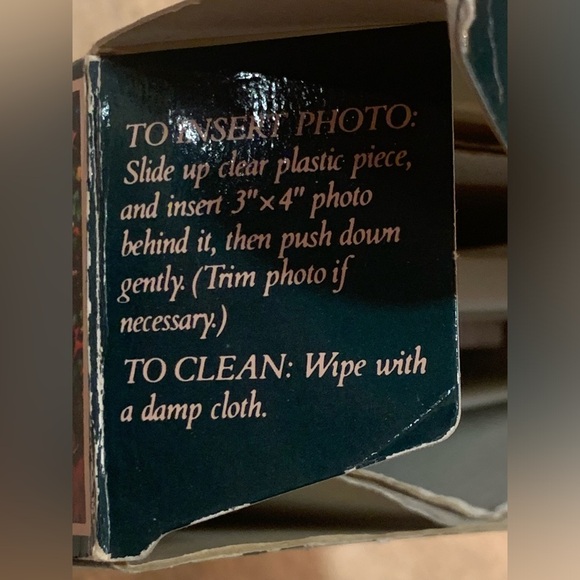 TO INSERT PHOTO:
Slide up clear plastic piece,
and insert 3"×4" photo
behind it, then push down
gently. (Trim photo if
necessary.)
TO CLEAN: Wipe with
a damp cloth.